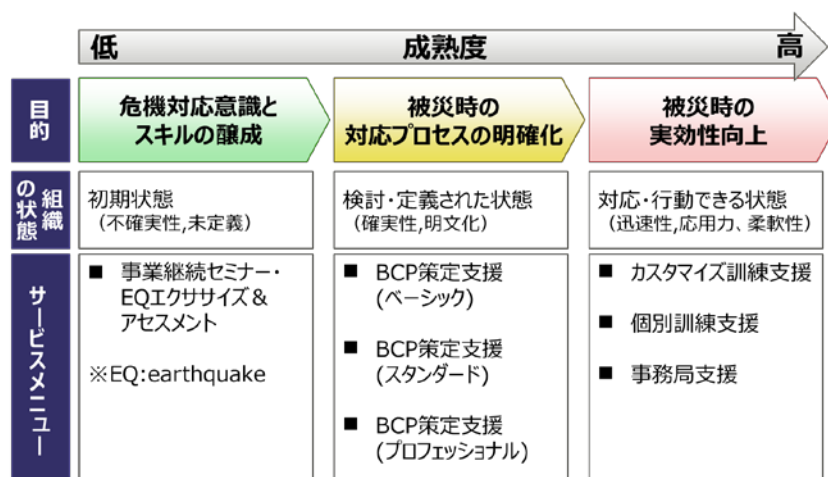 低 成熟度 高
目的
危機対応意識と
スキルの醸成
被災時の
対応プロセスの明確化
被災時の
実効性向上
組織
の状態
初期状態
(不確実性,未定義)
検討・定義された状態
(確実性,明文化)
対応・行動できる状態
(迅速性,応用力、柔軟性)
サービスメニュー
■ 事業継続セミナー・
EQエクササイズ&
アセスメント
※EQ:earthquake
■ BCP策定支援
(ベーシック)
■ BCP策定支援
(スタンダード)
■ BCP策定支援
(プロフェッショナル)
■ カスタマイズ訓練支援
■ 個別訓練支援
■ 事務局支援